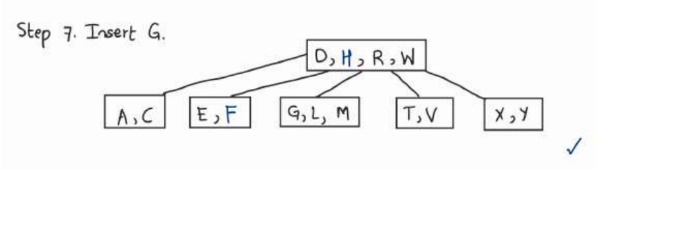 Step 7. Insert G.
D, H, R, W
A, C
E, F
G, L, M
T, V
X, Y